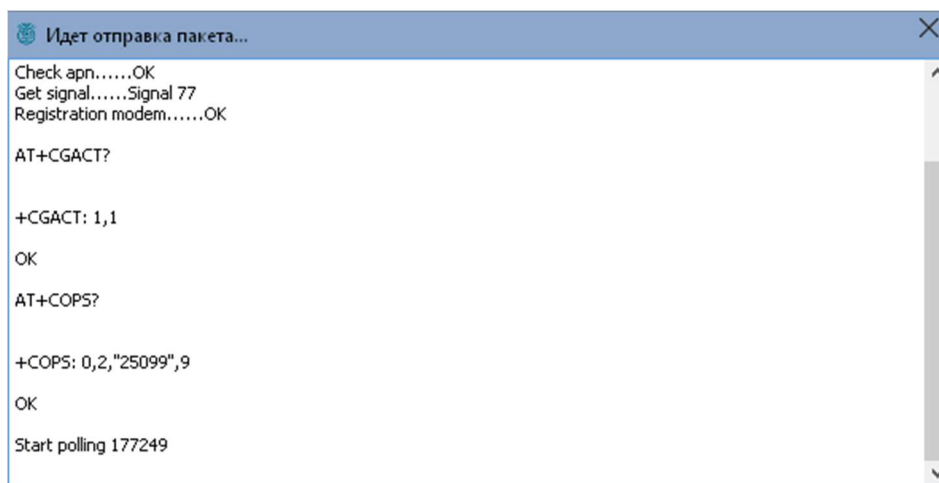 Идет отправка пакета...
Check apn......OK
Get signal......Signal 77
Registration modem......OK
AT+CGACT?
+CGACT: 1,1
OK
AT+COPS?
+COPS: 0,2,"25099",9
OK
Start polling 177249